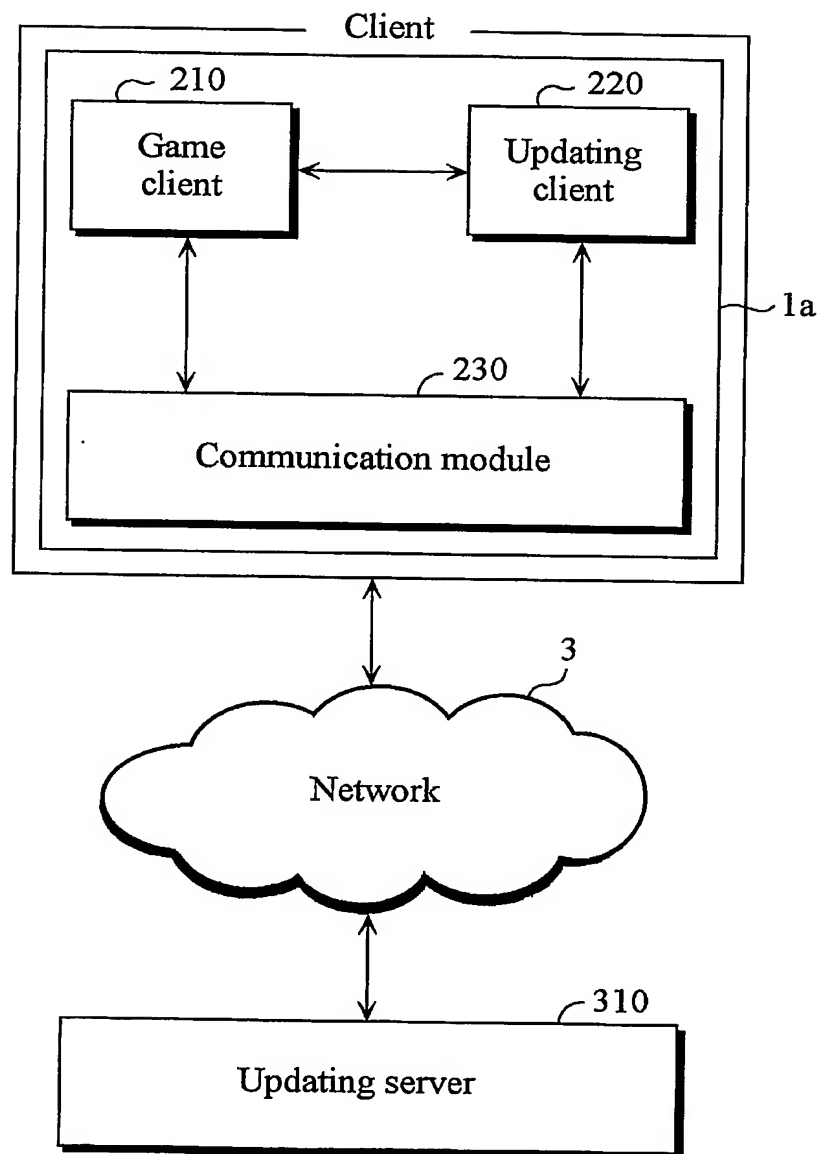 Client
210
220
Game
client
Updating
client
1a
230
Communication module
3
Network
310
Updating server